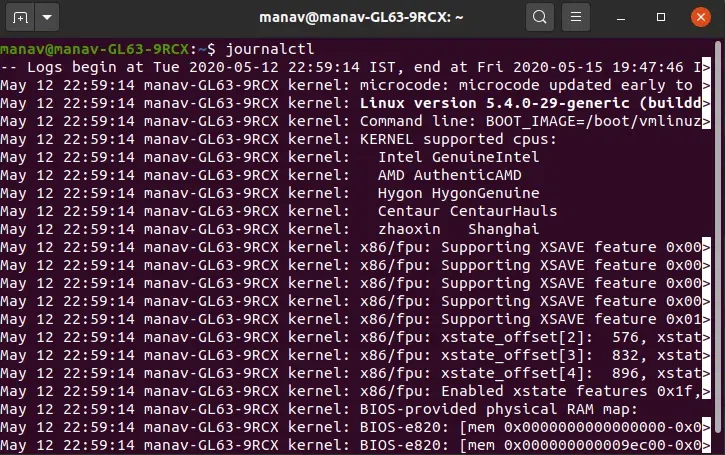 manav@manav-GL63-9RCX: ~
manav@manav-GL63-9RCX:~$ journalctl
-- Logs begin at Tue 2020-05-12 22:59:14 IST, end at Fri 2020-05-15 19:47:46 I>
May 12 22:59:14 manav-GL63-9RCX kernel: microcode: microcode updated early to >
May 12 22:59:14 manav-GL63-9RCX kernel: Linux version 5.4.0-29-generic (buildd>
May 12 22:59:14 manav-GL63-9RCX kernel: Command line: BOOT_IMAGE=/boot/vmlinuz>
May 12 22:59:14 manav-GL63-9RCX kernel: KERNEL supported cpus:
May 12 22:59:14 manav-GL63-9RCX kernel:   Intel GenuineIntel
May 12 22:59:14 manav-GL63-9RCX kernel:   AMD AuthenticAMD
May 12 22:59:14 manav-GL63-9RCX kernel:   Hygon HygonGenuine
May 12 22:59:14 manav-GL63-9RCX kernel:   Centaur CentaurHauls
May 12 22:59:14 manav-GL63-9RCX kernel:   zhaoxin   Shanghai
May 12 22:59:14 manav-GL63-9RCX kernel: x86/fpu: Supporting XSAVE feature 0x00>
May 12 22:59:14 manav-GL63-9RCX kernel: x86/fpu: Supporting XSAVE feature 0x00>
May 12 22:59:14 manav-GL63-9RCX kernel: x86/fpu: Supporting XSAVE feature 0x00>
May 12 22:59:14 manav-GL63-9RCX kernel: x86/fpu: Supporting XSAVE feature 0x00>
May 12 22:59:14 manav-GL63-9RCX kernel: x86/fpu: Supporting XSAVE feature 0x01>
May 12 22:59:14 manav-GL63-9RCX kernel: x86/fpu: xstate_offset[2]:  576, xstat>
May 12 22:59:14 manav-GL63-9RCX kernel: x86/fpu: xstate_offset[3]:  832, xstat>
May 12 22:59:14 manav-GL63-9RCX kernel: x86/fpu: xstate_offset[4]:  896, xstat>
May 12 22:59:14 manav-GL63-9RCX kernel: x86/fpu: Enabled xstate features 0x1f,>
May 12 22:59:14 manav-GL63-9RCX kernel: BIOS-provided physical RAM map:
May 12 22:59:14 manav-GL63-9RCX kernel: BIOS-e820: [mem 0x0000000000000000-0x0>
May 12 22:59:14 manav-GL63-9RCX kernel: BIOS-e820: [mem 0x000000000009ec00-0x0>